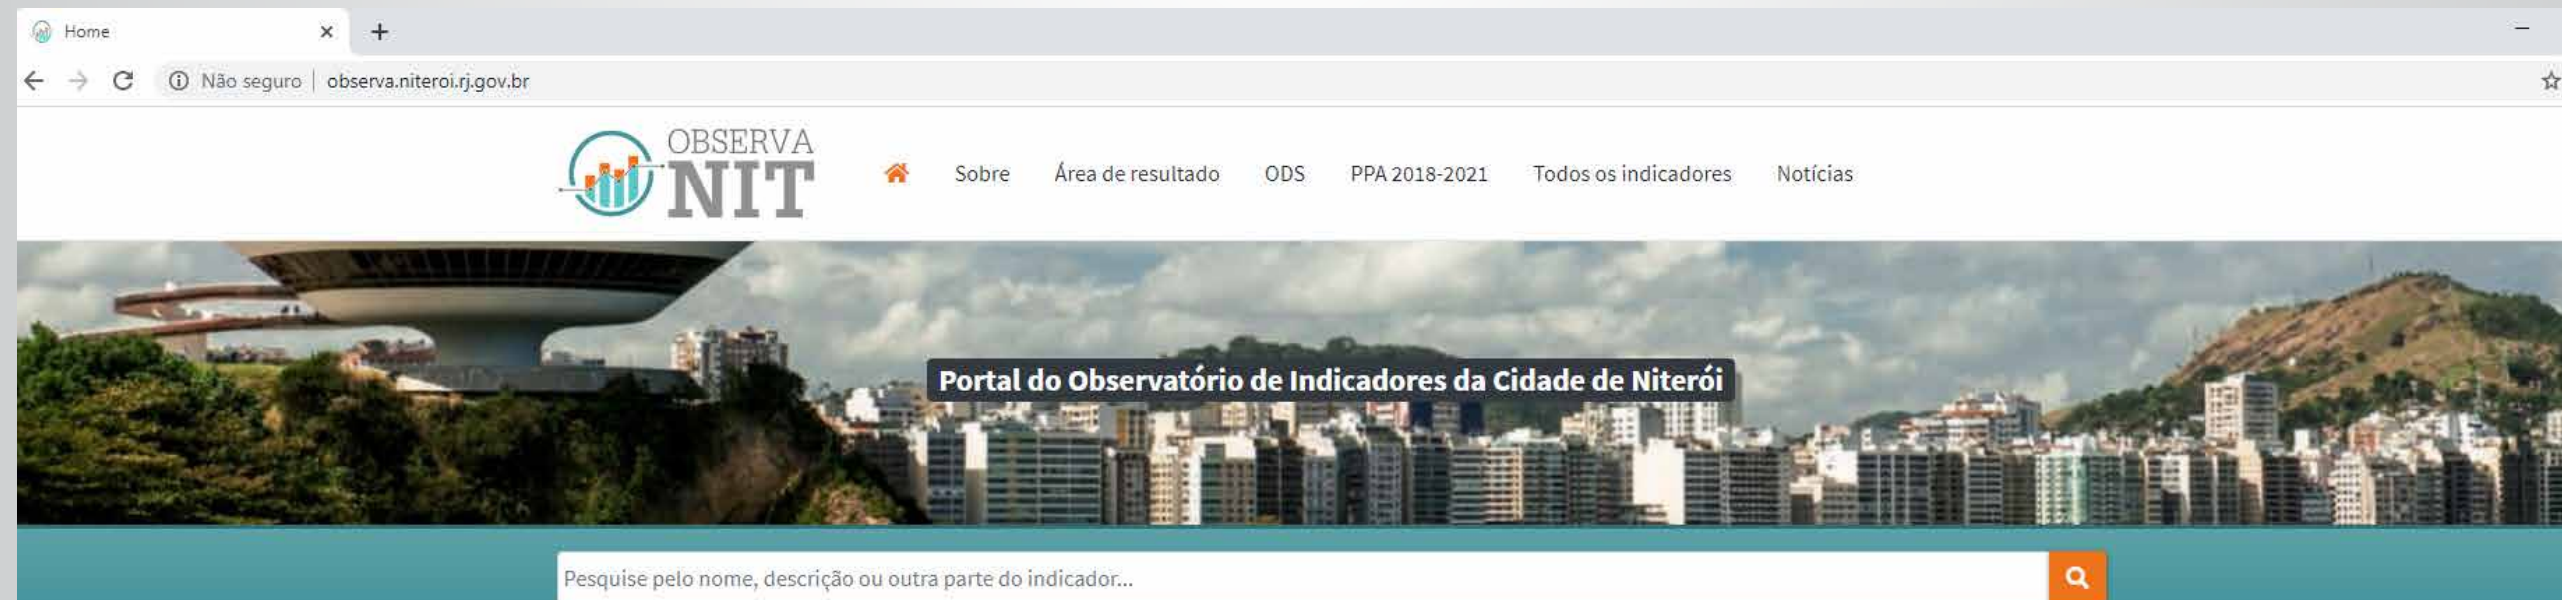 Home
Não seguro | observa.niteroi.rj.gov.br
OBSERVA
NIT
Sobre Área de resultado ODS PPA 2018-2021 Todos os indicadores Notícias
Portal do Observatório de Indicadores da Cidade de Niterói
Pesquise pelo nome, descrição ou outra parte do indicador...